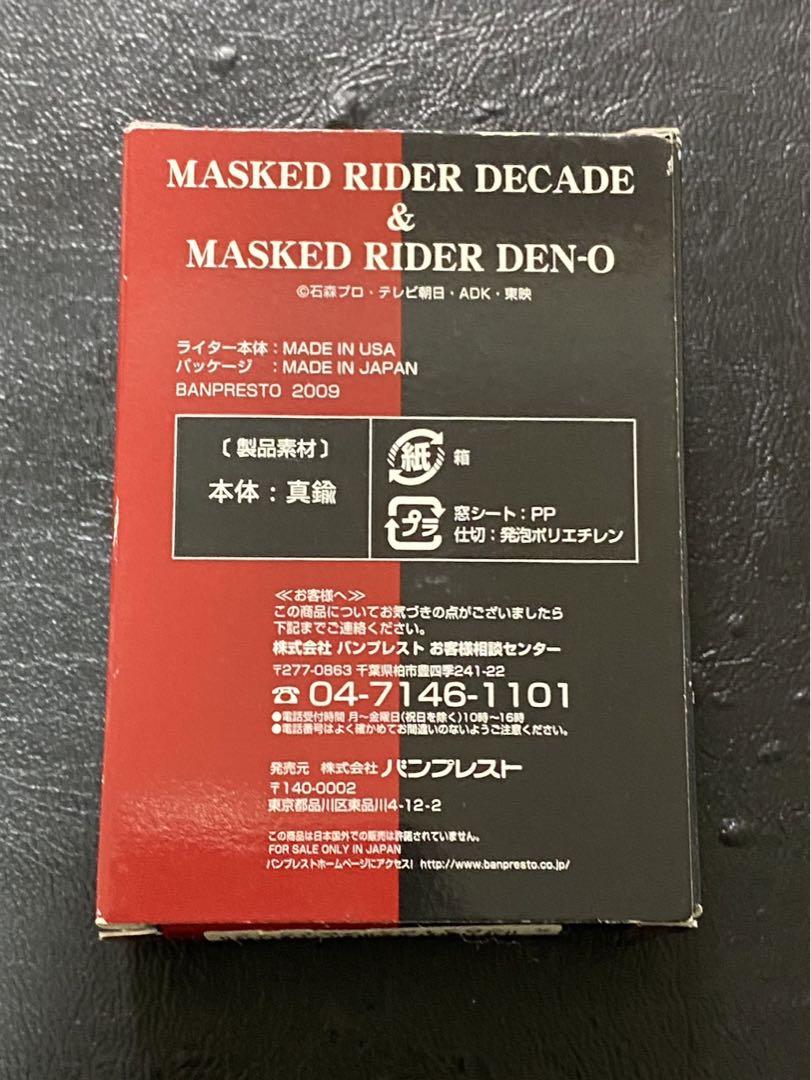 MASKED RIDER DECADE
&
MASKED RIDER DEN-O
©石森プロ・テレビ朝日・ADK・東映
ライター本体：MADE IN USA
パッケージ　：MADE IN JAPAN
BANPRESTO 2009
〔製品素材〕
本体：真鍮
紙 箱
プラ
窓シート：PP
仕切：発泡ポリエチレン
≪お客様へ≫
この商品についてお気づきの点がございましたら
下記までご連絡ください。
株式会社 バンプレスト お客様相談センター
〒277-0863 千葉県柏市豊四季241-22
☎ 04-7146-1101
●電話受付時間 月～金曜日(祝日を除く)10時～16時
●電話番号はよく確かめてお間違いのないようご注意ください。
発売元 株式会社 バンプレスト
〒140-0002
東京都品川区東品川4-12-2
この商品は日本国外での販売は許諾されていません。
FOR SALE ONLY IN JAPAN
バンプレストホームページにアクセス! http://www.banpresto.co.jp/